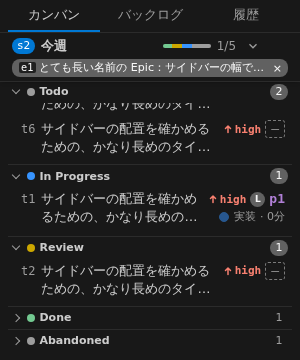 カンバン バックログ 履歴
s2 今週 1/5
e1 とても長い名前の Epic：サイドバーの幅で… ×
Todo 2
ための、かなり長めのタイ…
t6 サイドバーの配置を確かめる ↑high —
ための、かなり長めのタイ…
In Progress 1
t1 サイドバーの配置を確かめ ↑high L p1
るための、かなり長めの… 実装 · 0分
Review 1
t2 サイドバーの配置を確かめる ↑high —
ための、かなり長めのタイ…
Done 1
Abandoned 1